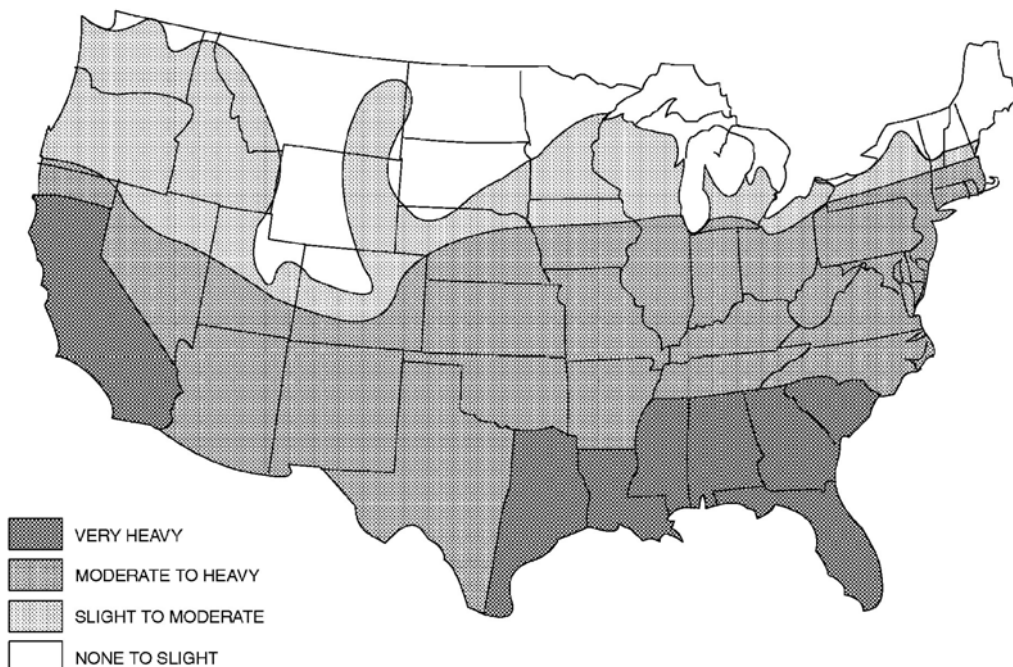 VERY HEAVY
MODERATE TO HEAVY
SLIGHT TO MODERATE
NONE TO SLIGHT